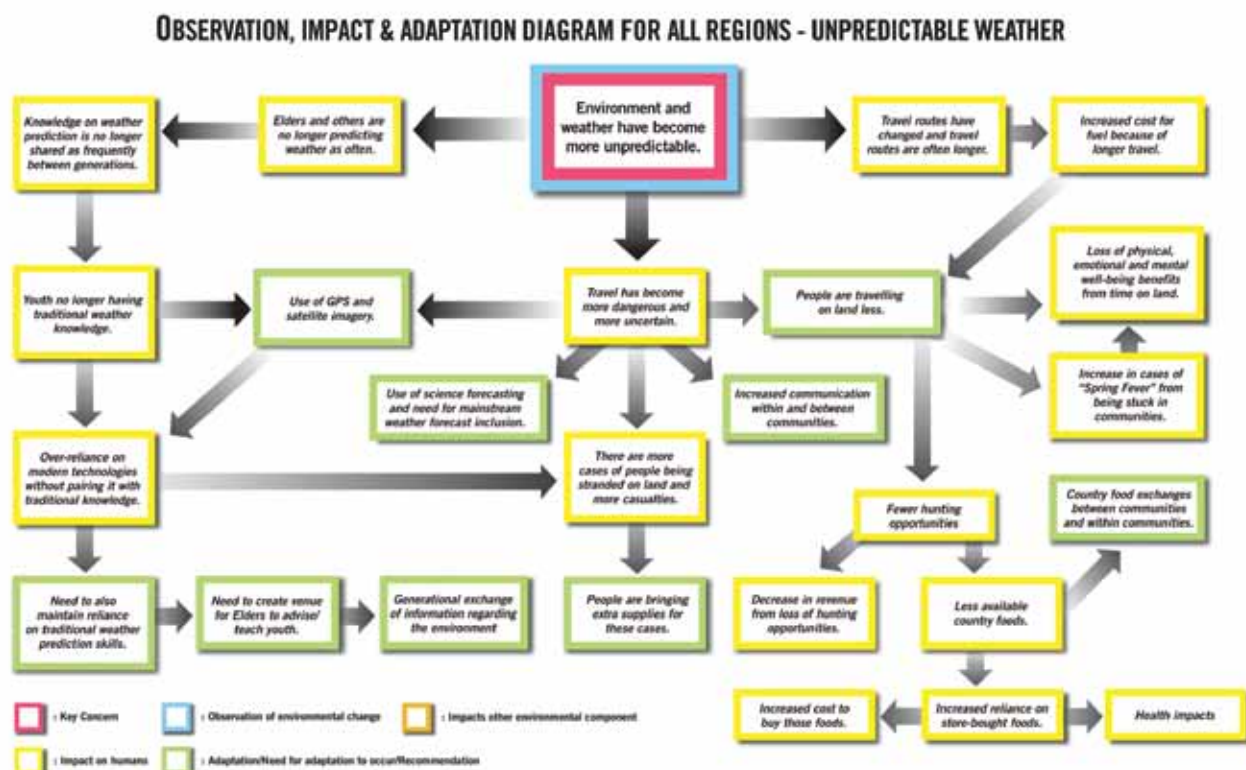 OBSERVATION, IMPACT & ADAPTATION DIAGRAM FOR ALL REGIONS - UNPREDICTABLE WEATHER
Knowledge on weather
prediction is no longer
shared as frequently
between generations.
Elders and others are
no longer predicting
weather as often.
Environment and
weather have become
more unpredictable.
Travel routes have
changed and travel
routes are often longer.
Increased cost for
fuel because of
longer travel.
Youth no longer having
traditional weather
knowledge.
Use of GPS and
satellite imagery.
Travel has become
more dangerous and
more uncertain.
People are travelling
on land less.
Loss of physical,
emotional and mental
well-being benefits
from time on land.
Use of science forecasting
and need for mainstream
weather forecast inclusion.
Increased communication
within and between
communities.
Increase in cases of
"Spring Fever" from
being stuck in
communities.
Over-reliance on
modern technologies
without pairing it with
traditional knowledge.
There are more
cases of people being
stranded on land and
more casualties.
Fewer hunting
opportunities
Country food exchanges
between communities
and within communities.
Need to also
maintain reliance
on traditional weather
prediction skills.
Need to create venue
for Elders to advise/
teach youth.
Generational exchange
of information regarding
the environment
People are bringing
extra supplies for
these cases.
Decrease in revenue
from loss of hunting
opportunities.
Less available
country foods.
Increased cost to
buy those foods.
Increased reliance on
store-bought foods.
Health impacts
: Key Concern
: Observation of environmental change
: Impacts other environmental component
: Impact on humans
: Adaptation/Need for adaptation to occur/Recommendation